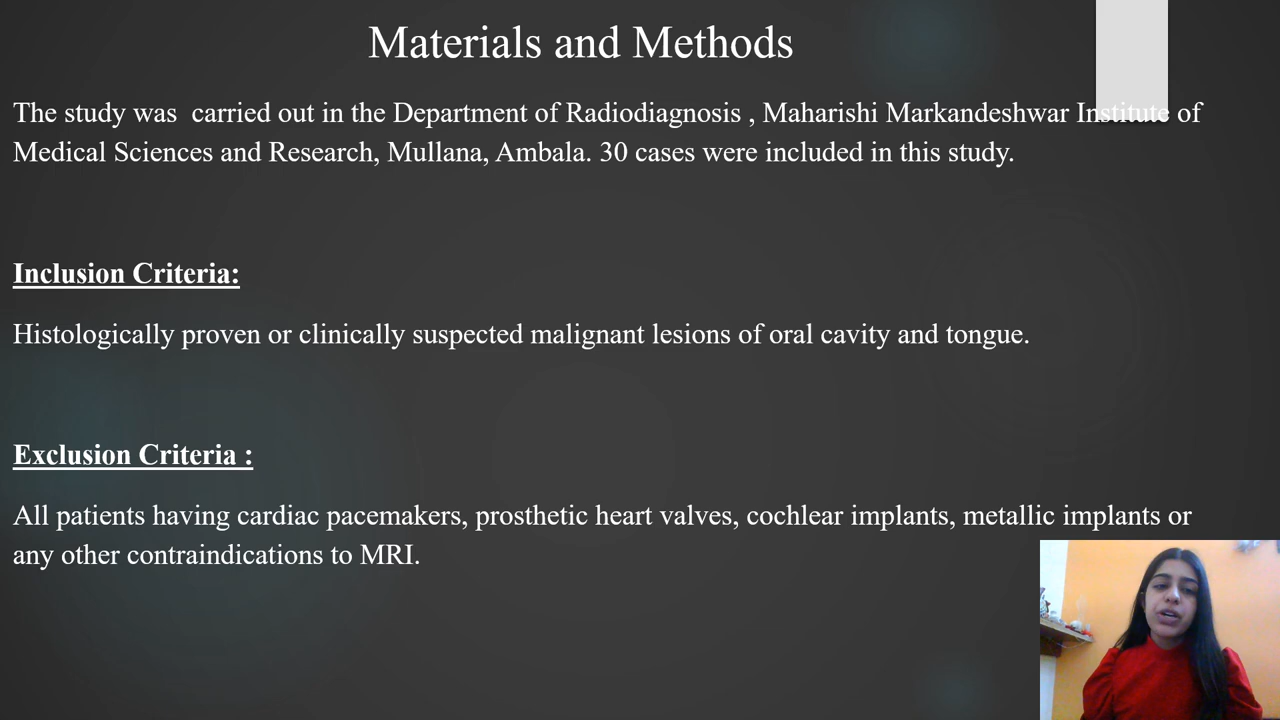 Materials and Methods
The study was  carried out in the Department of Radiodiagnosis , Maharishi Markandeshwar Institute of
Medical Sciences and Research, Mullana, Ambala. 30 cases were included in this study.
Inclusion Criteria:
Histologically proven or clinically suspected malignant lesions of oral cavity and tongue.
Exclusion Criteria :
All patients having cardiac pacemakers, prosthetic heart valves, cochlear implants, metallic implants or
any other contraindications to MRI.